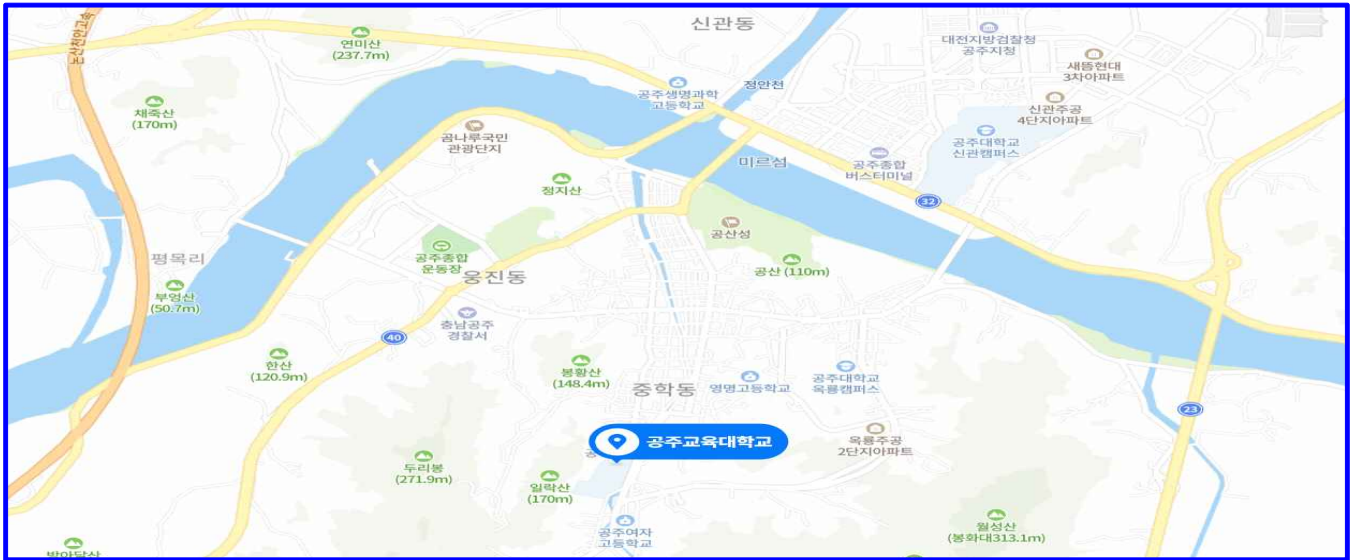 신관동
논산천안고속
연미산
(237.7m)
대전지방검찰청
공주지청
새뜸현대
3차아파트
공주생명과학
고등학교
정안천
채죽산
(170m)
신관주공
4단지아파트
곰나루국민
관광단지
공주대학교
신관캠퍼스
미르섬
공주종합
버스터미널
정지산
32
공산성
평목리
공주종합
운동장
웅진동
공산 (110m)
부엉산
(50.7m)
충남공주
경찰서
40
한산
(120.9m)
봉황산
(148.4m)
중학동
영명고등학교
공주대학교
옥룡캠퍼스
23
공주교육대학교
옥룡주공
2단지아파트
두리봉
(271.9m)
일락산
(170m)
공주여자
고등학교
월성산
(봉화대313.1m)